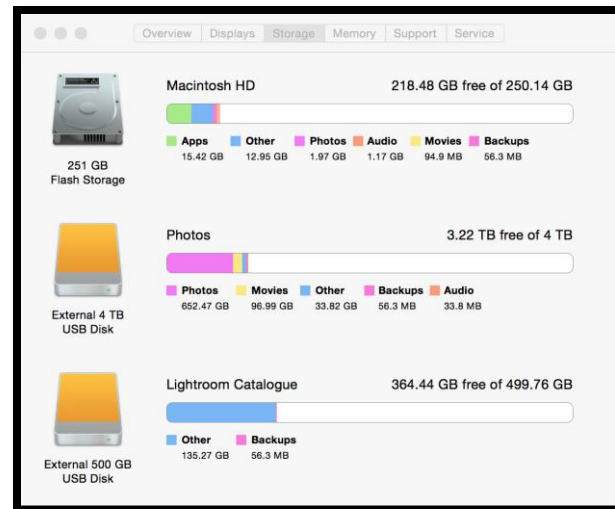 Overview Displays Storage Memory Support Service
Macintosh HD 218.48 GB free of 250.14 GB
Apps Other Photos Audio Movies Backups
15.42 GB 12.95 GB 1.97 GB 1.17 GB 94.9 MB 56.3 MB
251 GB
Flash Storage
Photos 3.22 TB free of 4 TB
Photos Movies Other Backups Audio
652.47 GB 96.99 GB 33.82 GB 56.3 MB 33.8 MB
External 4 TB
USB Disk
Lightroom Catalogue 364.44 GB free of 499.76 GB
Other Backups
135.27 GB 56.3 MB
External 500 GB
USB Disk